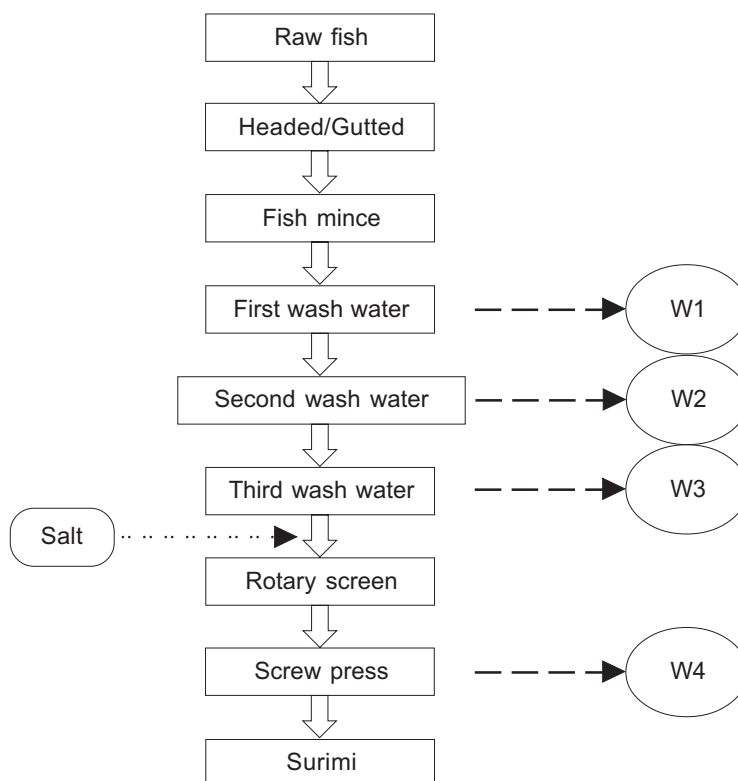 Raw fish
Headed/Gutted
Fish mince
First wash water
W1
Second wash water
W2
Third wash water
W3
Salt
Rotary screen
Screw press
W4
Surimi